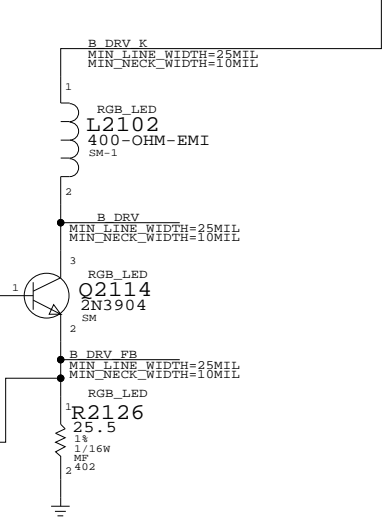 B_DRV_K
MIN_LINE_WIDTH=25MIL
MIN_NECK_WIDTH=10MIL
1
RGB_LED
L2102
400-OHM-EMI
SM-1
2
B_DRV
MIN_LINE_WIDTH=25MIL
MIN_NECK_WIDTH=10MIL
3
RGB_LED
1
Q2114
2N3904
SM
2
B_DRV_FB
MIN_LINE_WIDTH=25MIL
MIN_NECK_WIDTH=10MIL
RGB_LED
1
R2126
25.5
1%
1/16W
MF
2
402